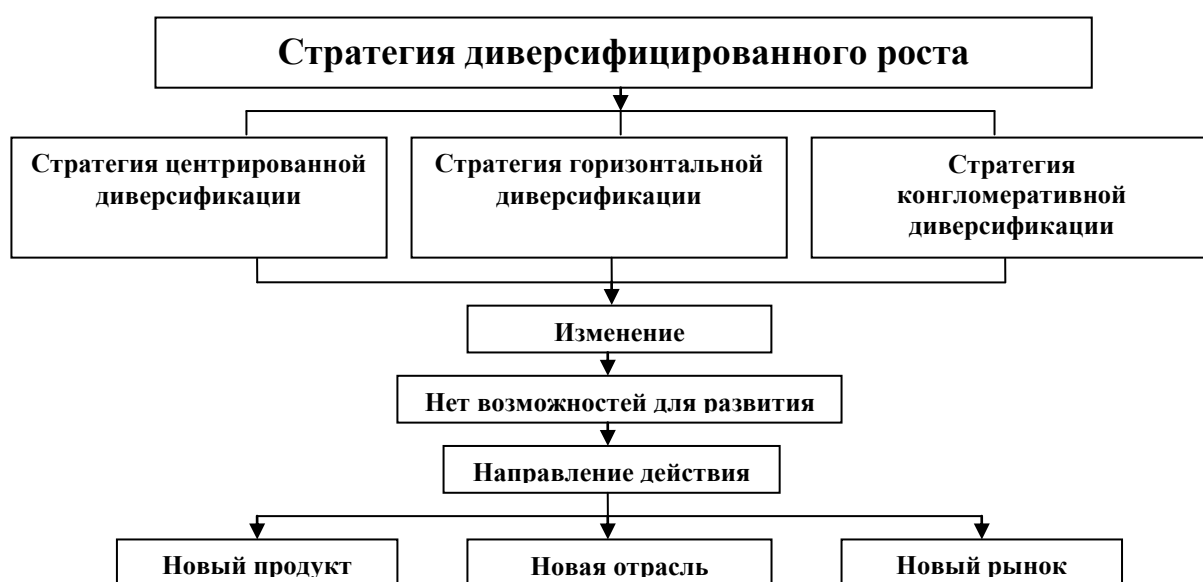 Стратегия диверсифицированного роста
Стратегия центрированной
диверсификации
Стратегия горизонтальной
диверсификации
Стратегия
конгломеративной
диверсификации
Изменение
Нет возможностей для развития
Направление действия
Новый продукт
Новая отрасль
Новый рынок